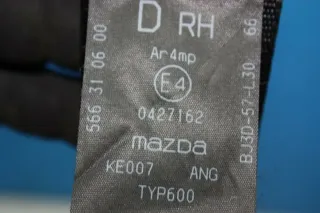 D RH
Ar4mp
E4
0427162
mazda
KE007 ANG
TYP600
566 31 06 00
BJ3D-57-L30 66